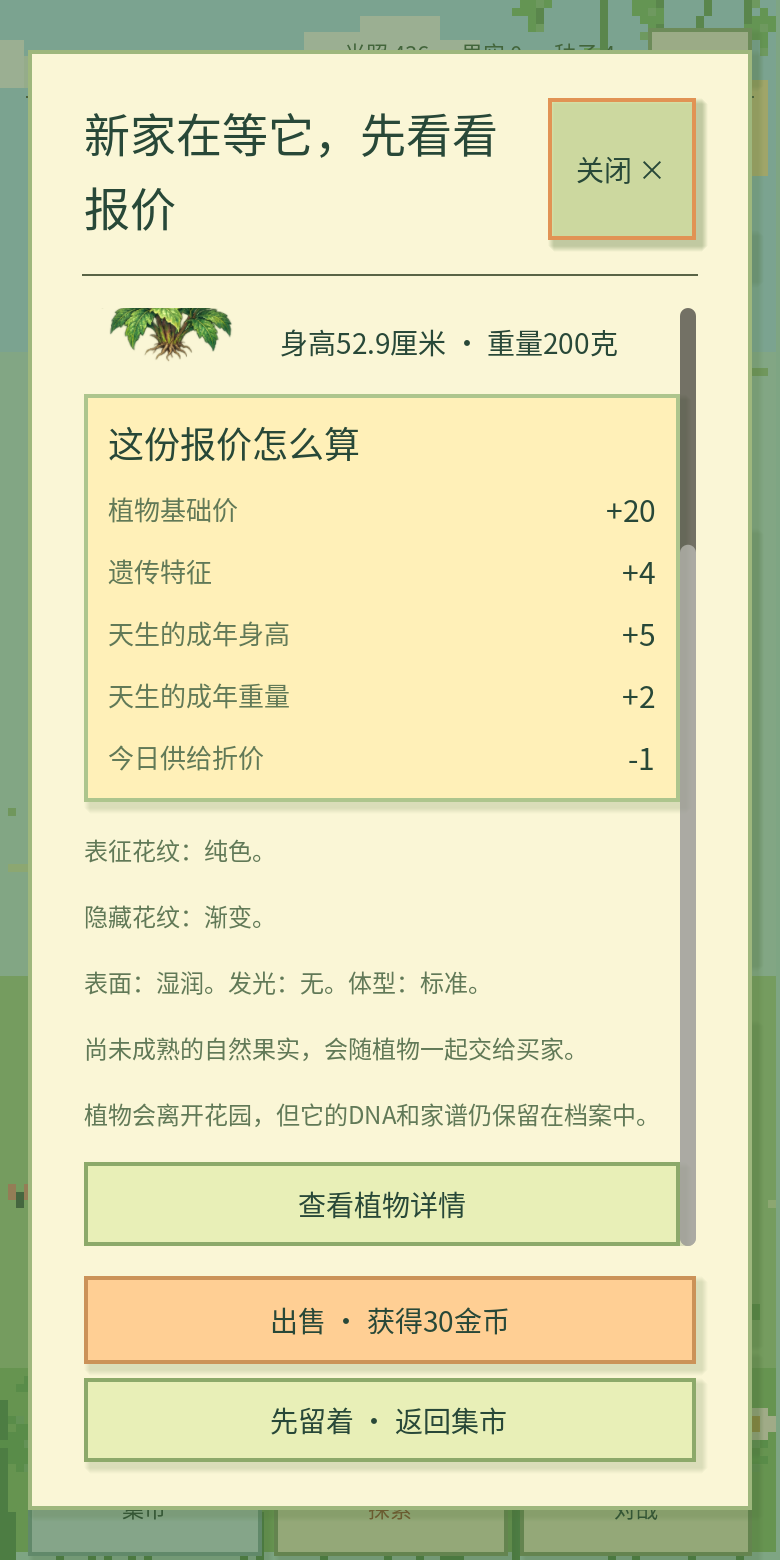 新家在等它，先看看
报价
关闭 ×
身高52.9厘米 · 重量200克
这份报价怎么算
植物基础价 +20
遗传特征 +4
天生的成年身高 +5
天生的成年重量 +2
今日供给折价 -1
表征花纹：纯色。
隐藏花纹：渐变。
表面：湿润。发光：无。体型：标准。
尚未成熟的自然果实，会随植物一起交给买家。
植物会离开花园，但它的DNA和家谱仍保留在档案中。
查看植物详情
出售 · 获得30金币
先留着 · 返回集市
集市 探索 对战